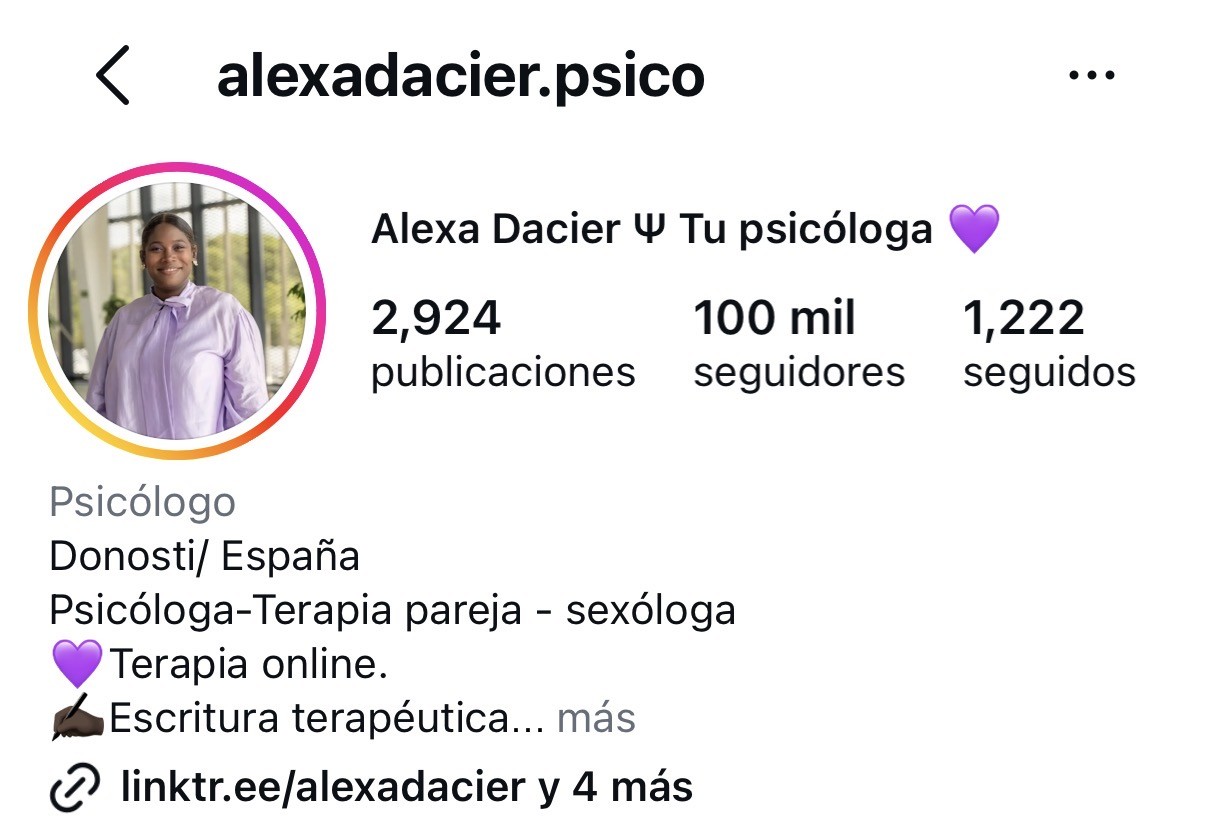 alexadacier.psico
Alexa Dacier Ψ Tu psicóloga 💜
2,924 100 mil 1,222
publicaciones seguidores seguidos
Psicólogo
Donosti/ España
Psicóloga-Terapia pareja - sexóloga
💜Terapia online.
✍🏿Escritura terapéutica... más
linktr.ee/alexadacier y 4 más